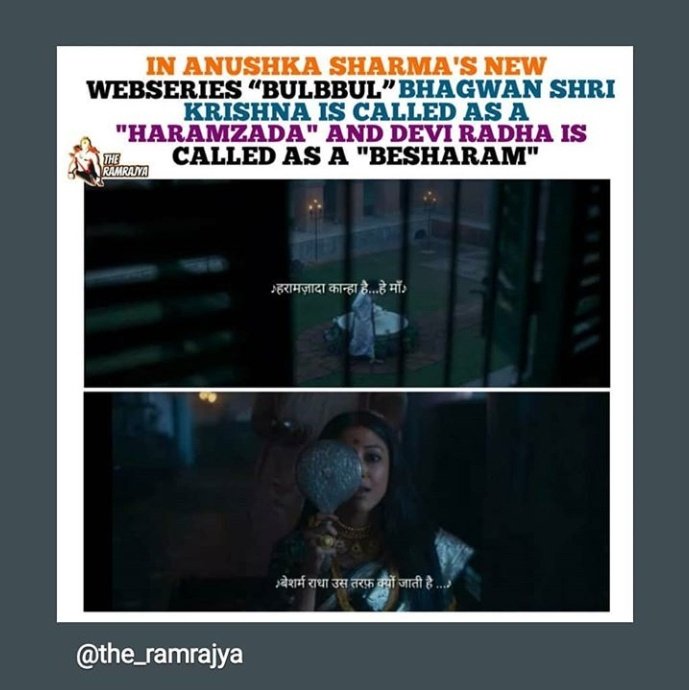 IN ANUSHKA SHARMA'S NEW
WEBSERIES “BULBBUL” BHAGWAN SHRI
KRISHNA IS CALLED AS A
"HARAMZADA" AND DEVI RADHA IS
CALLED AS A "BESHARAM"
THE
RAMRAJYA
♪हरामज़ादा कान्हा है...हे माँ♪
♪बेशर्म राधा उस तरफ़ क्यों जाती है ...♪
@the_ramrajya